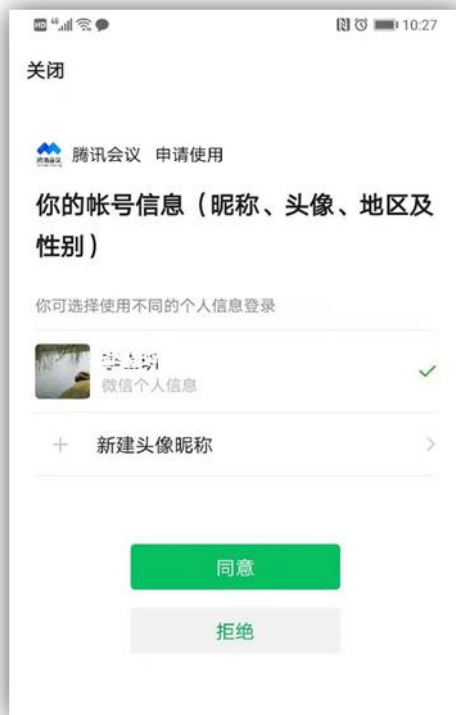 HD 46 10:27
关闭
腾讯会议 申请使用
你的帐号信息（昵称、头像、地区及
性别）
你可选择使用不同的个人信息登录
微信个人信息
新建头像昵称
同意
拒绝